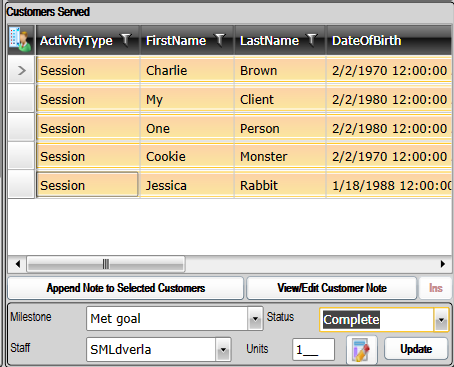 Customers Served
ActivityType FirstName LastName DateOfBirth
Session Charlie Brown 2/2/1970 12:00:00
Session My Client 2/2/1980 12:00:00
Session One Person 2/2/1980 12:00:00
Session Cookie Monster 2/2/1970 12:00:00
Session Jessica Rabbit 1/18/1988 12:00:00
Append Note to Selected Customers View/Edit Customer Note Ins
Milestone Met goal Status Complete
Staff SMLdverla Units 1__ Update